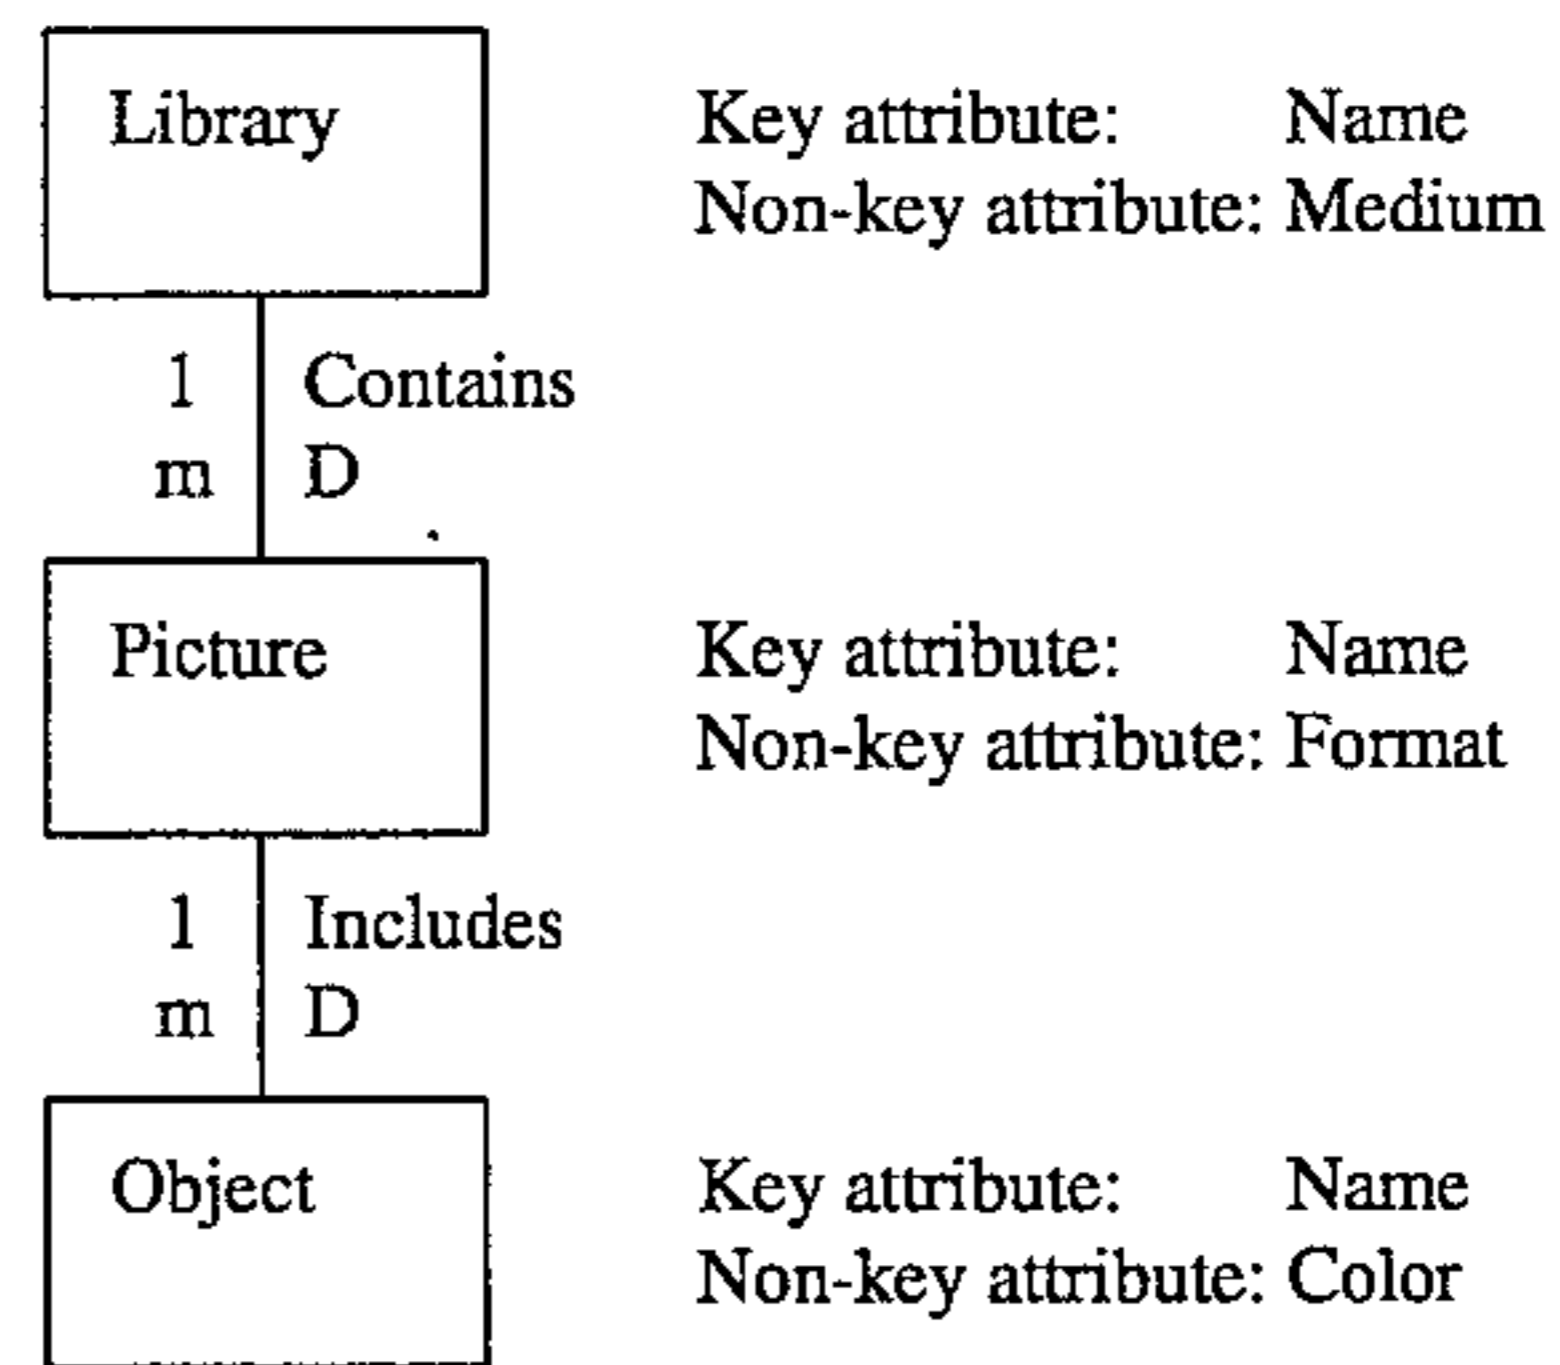 Library
Key attribute: Name
Non-key attribute: Medium
1 Contains
m D
Picture
Key attribute: Name
Non-key attribute: Format
1 Includes
m D
Object
Key attribute: Name
Non-key attribute: Color